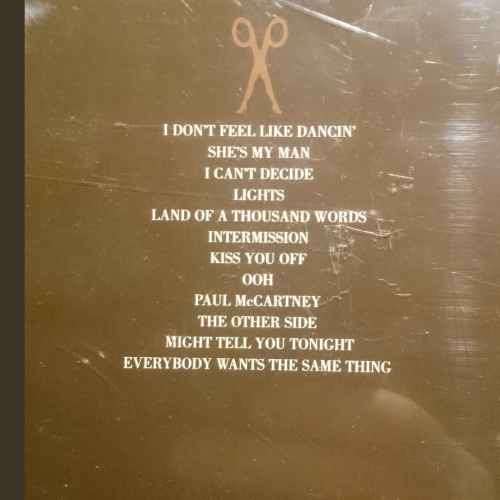 I DON'T FEEL LIKE DANCIN'
SHE'S MY MAN
I CAN'T DECIDE
LIGHTS
LAND OF A THOUSAND WORDS
INTERMISSION
KISS YOU OFF
OOH
PAUL McCARTNEY
THE OTHER SIDE
MIGHT TELL YOU TONIGHT
EVERYBODY WANTS THE SAME THING